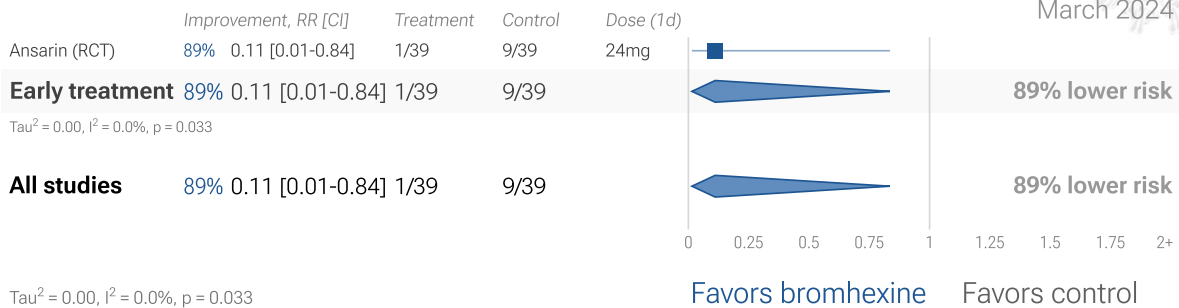 March 2024
Improvement, RR [CI] Treatment Control Dose (1d)
Ansarin (RCT) 89% 0.11 [0.01-0.84] 1/39 9/39 24mg
Early treatment 89% 0.11 [0.01-0.84] 1/39 9/39 89% lower risk
Tau² = 0.00, I² = 0.0%, p = 0.033
All studies 89% 0.11 [0.01-0.84] 1/39 9/39 89% lower risk
0 0.25 0.5 0.75 1 1.25 1.5 1.75 2+
Tau² = 0.00, I² = 0.0%, p = 0.033 Favors bromhexine Favors control